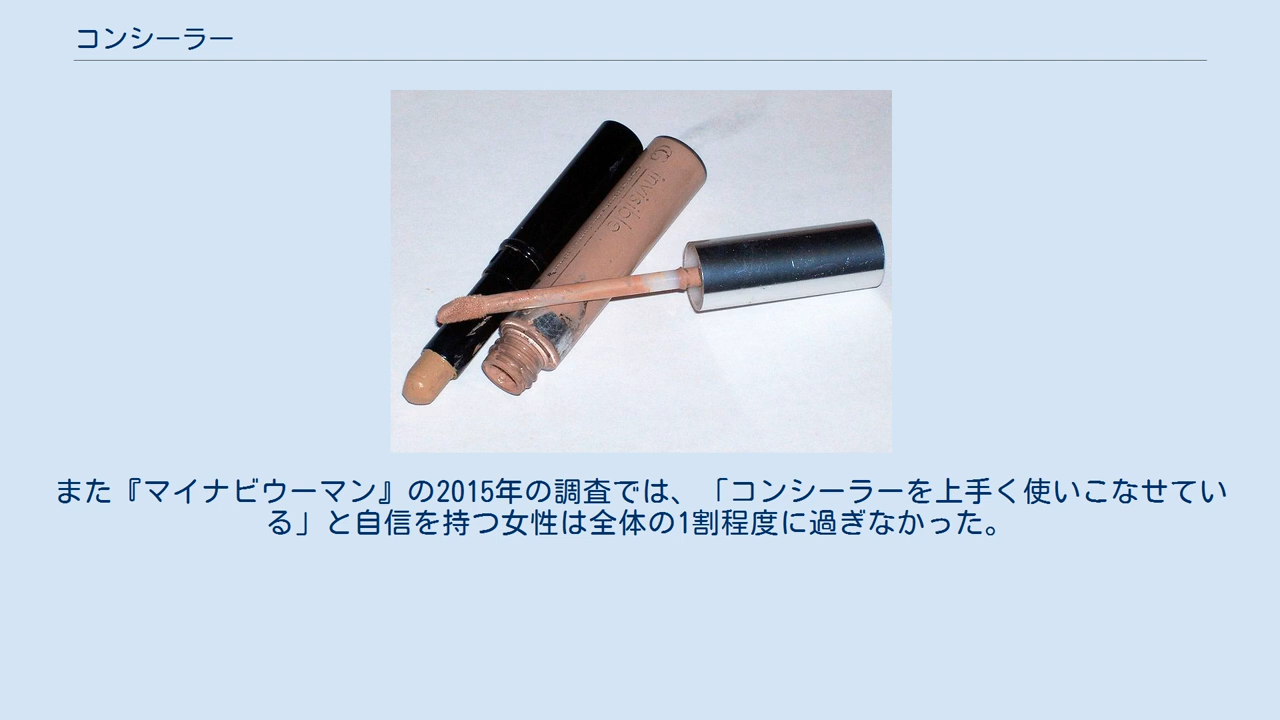 コンシーラー
invisible
また『マイナビウーマン』の2015年の調査では、「コンシーラーを上手く使いこなせてい
る」と自信を持つ女性は全体の1割程度に過ぎなかった。